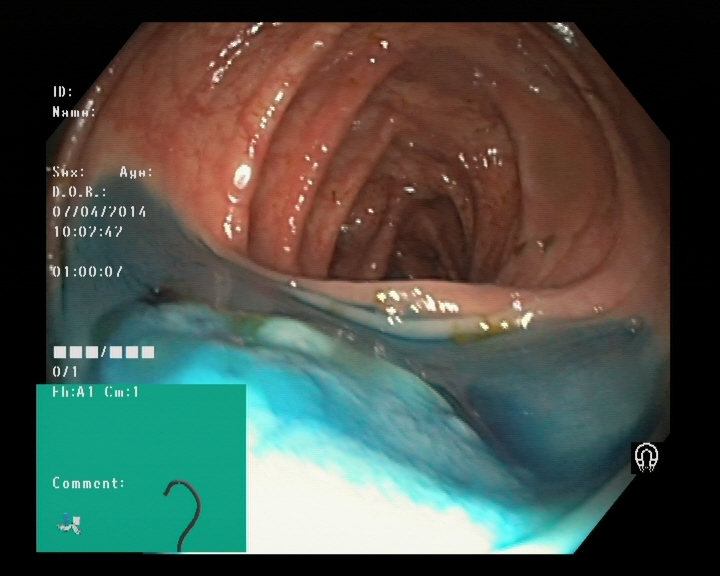 ID:
Name:
Sex: Age:
D.O.B.:
07/04/2014
10:02:42
01:00:07
■■■/■■■
0/1
Eh:A1 Cm:1
Comment: